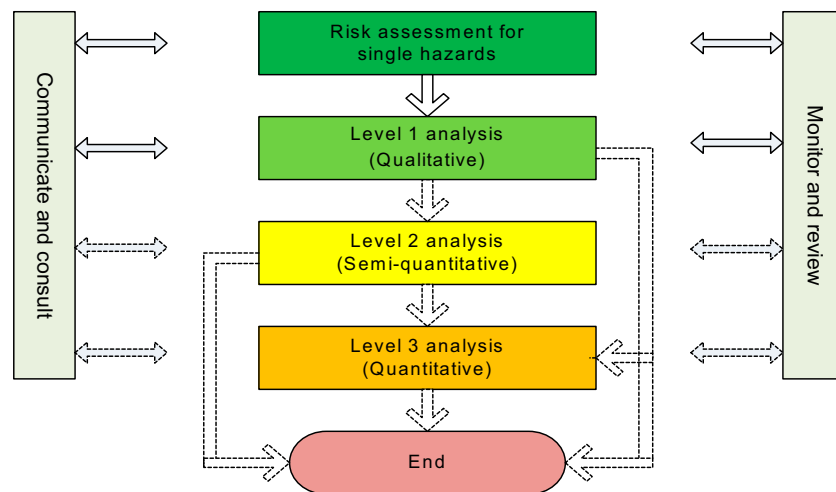 Communicate and consult
Risk assessment for
single hazards
Level 1 analysis
(Qualitative)
Level 2 analysis
(Semi-quantitative)
Level 3 analysis
(Quantitative)
End
Monitor and review